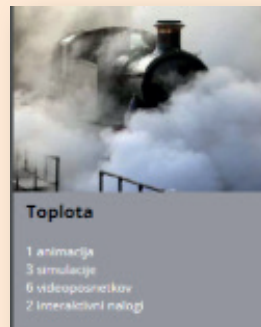 Toplota
1 animacija
3 simulacije
6 videoposnetkov
2 interaktivni nalogi